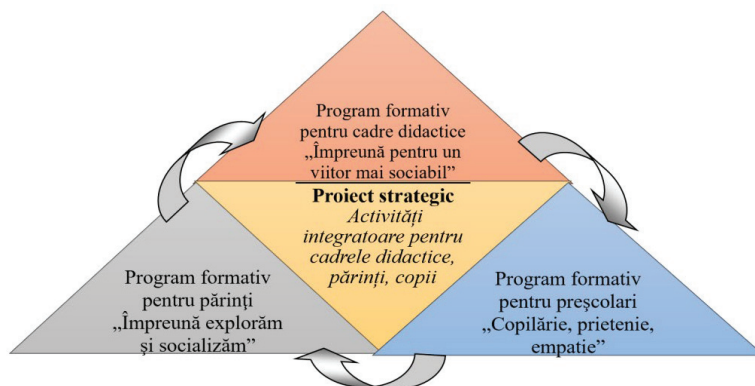 Program formativ
pentru cadre didactice
„Împreună pentru un
viitor mai sociabil”
Proiect strategic
Activități
integratoare pentru
cadrele didactice,
părinți, copii
Program formativ
pentru părinți
„Împreună explorăm
și socializăm”
Program formativ
pentru preșcolari
„Copilărie, prietenie,
empatie”